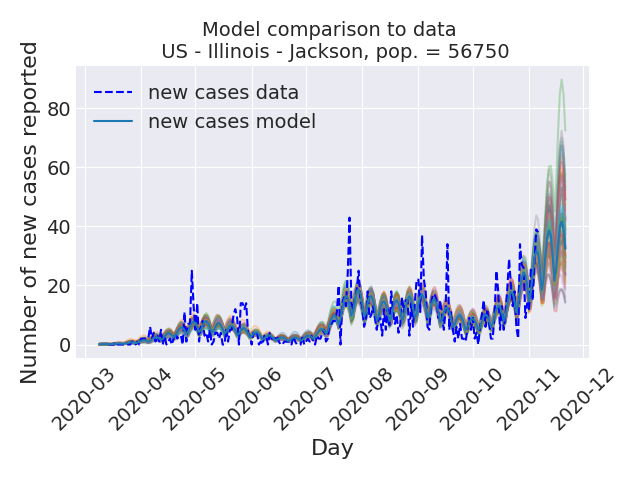 Model comparison to data
US - Illinois - Jackson, pop. = 56750
Number of new cases reported
new cases data
new cases model
80
60
40
20
0
2020-03
2020-04
2020-05
2020-06
2020-07
2020-08
2020-09
2020-10
2020-11
2020-12
Day